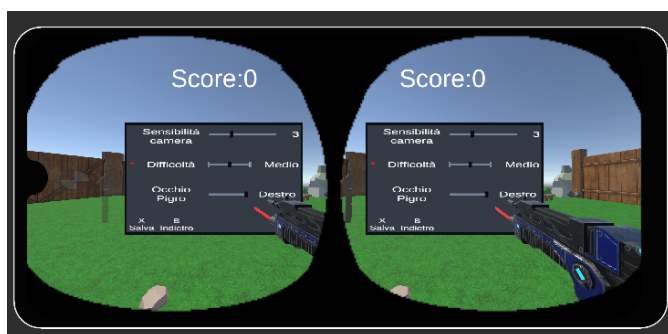 Score:0
Sensibilità
camera
3
Difficoltà
Medio
Occhio
Pigro
Destro
X
Salva
B
Indietro
Score:0
Sensibilità
camera
3
Difficoltà
Medio
Occhio
Pigro
Destro
X
Salva
B
Indietro